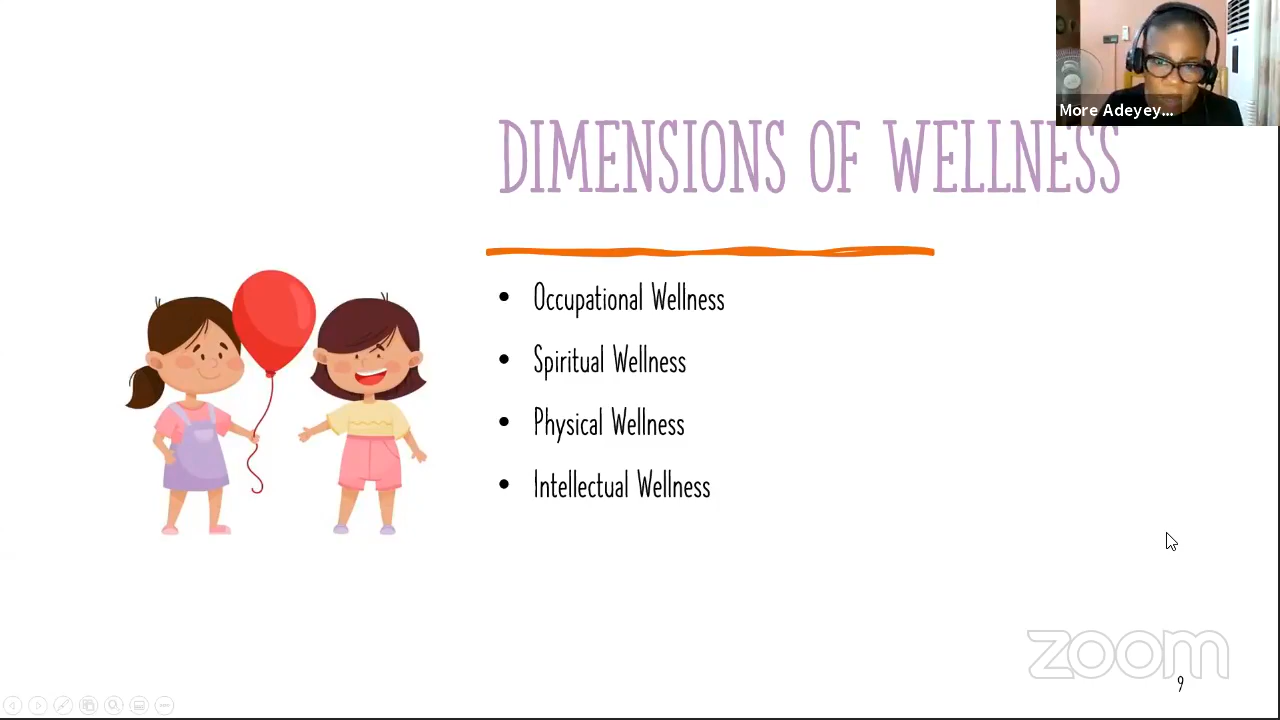 More Adeyey...
DIMENSIONS OF WELLNESS
• Occupational Wellness
• Spiritual Wellness
• Physical Wellness
• Intellectual Wellness
zoom
9